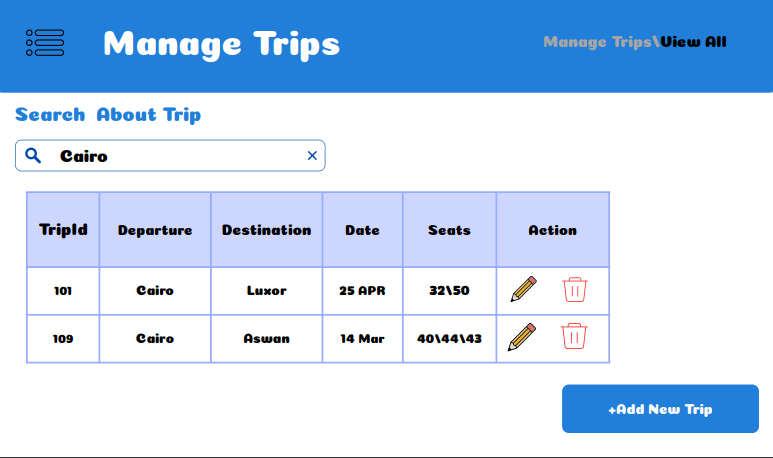 Manage Trips
Manage Trips\View All
Search About Trip
Cairo
TripId Departure Destination Date Seats Action
101 Cairo Luxor 25 APR 32\50
109 Cairo Aswan 14 Mar 40\44\43
+Add New Trip